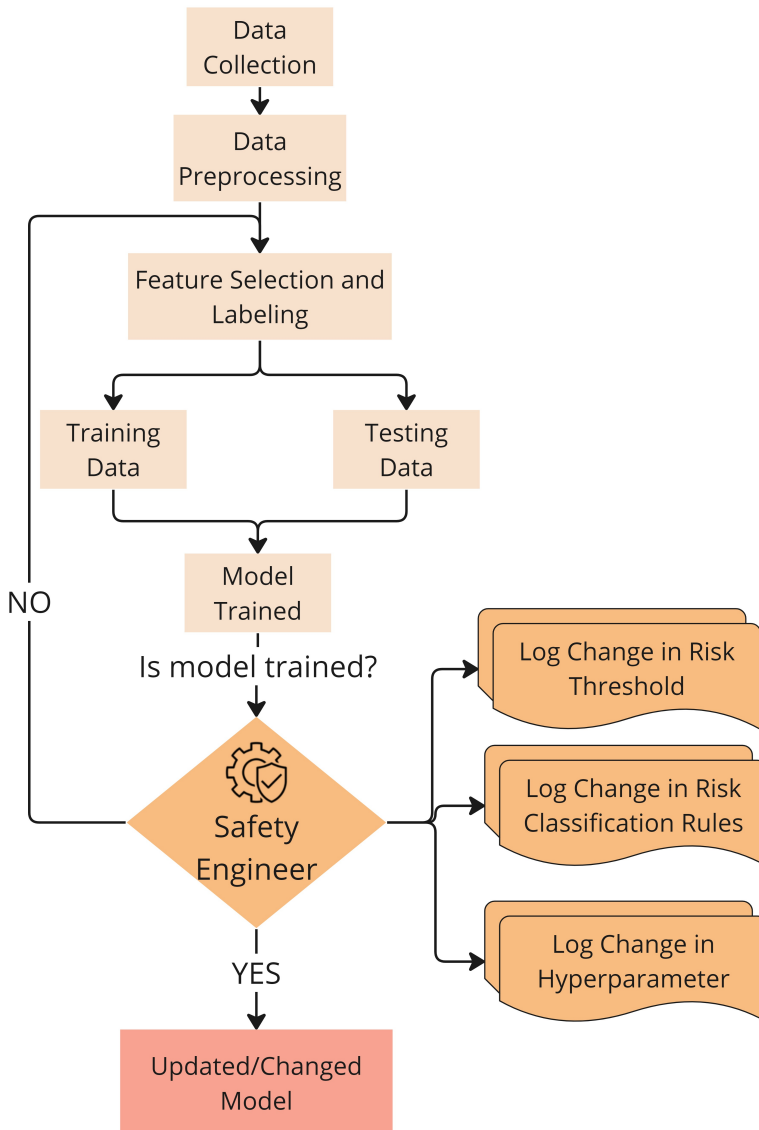 Data
Collection
Data
Preprocessing
Feature Selection and
Labeling
Training
Data
Testing
Data
Model
Trained
NO
Is model trained?
Log Change in Risk
Threshold
Log Change in Risk
Classification Rules
Safety
Engineer
Log Change in
Hyperparameter
YES
Updated/Changed
Model